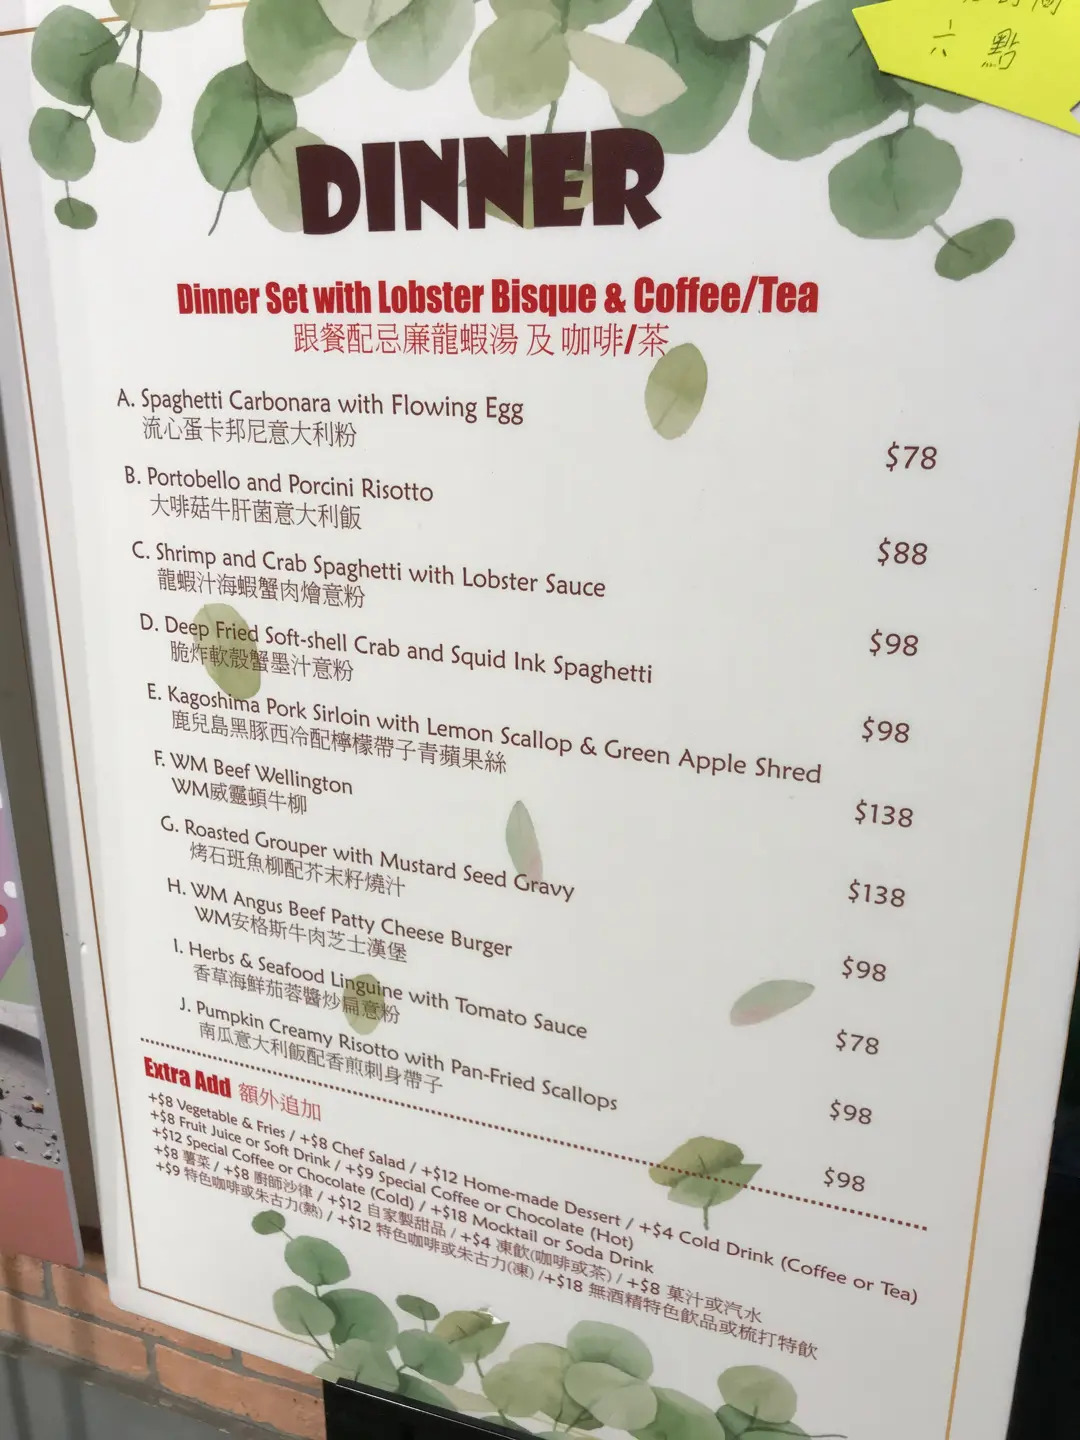 六 點
DINNER
Dinner Set with Lobster Bisque & Coffee/Tea
跟餐配忌廉龍蝦湯 及 咖啡/茶
A. Spaghetti Carbonara with Flowing Egg
流心蛋卡邦尼意大利粉
$78
B. Portobello and Porcini Risotto
大啡菇牛肝菌意大利飯
$88
C. Shrimp and Crab Spaghetti with Lobster Sauce
龍蝦汁海蝦蟹肉燴意粉
$98
D. Deep Fried Soft-shell Crab and Squid Ink Spaghetti
脆炸軟殼蟹墨汁意粉
$98
E. Kagoshima Pork Sirloin with Lemon Scallop & Green Apple Shred
鹿兒島黑豚西冷配檸檬帶子青蘋果絲
$138
F. WM Beef Wellington
WM威靈頓牛柳
$138
G. Roasted Grouper with Mustard Seed Gravy
烤石班魚柳配芥末籽燒汁
$98
H. WM Angus Beef Patty Cheese Burger
WM安格斯牛肉芝士漢堡
$78
I. Herbs & Seafood Linguine with Tomato Sauce
香草海鮮茄蓉醬炒扁意粉
$98
J. Pumpkin Creamy Risotto with Pan-Fried Scallops
南瓜意大利飯配香煎刺身帶子
$98
Extra Add 額外追加
+$8 Vegetable & Fries / +$8 Chef Salad / +$12 Home-made Dessert / +$4 Cold Drink (Coffee or Tea)
+$8 Fruit Juice or Soft Drink / +$9 Special Coffee or Chocolate (Hot)
+$12 Special Coffee or Chocolate (Cold) / +$18 Mocktail or Soda Drink
+$8 薯菜 / +$8 廚師沙律 / +$12 自家製甜品 / +$4 凍飲(咖啡或茶) / +$8 菓汁或汽水
+$9 特色咖啡或朱古力(熱) / +$12 特色咖啡或朱古力(凍) /+$18 無酒精特色飲品或梳打特飲